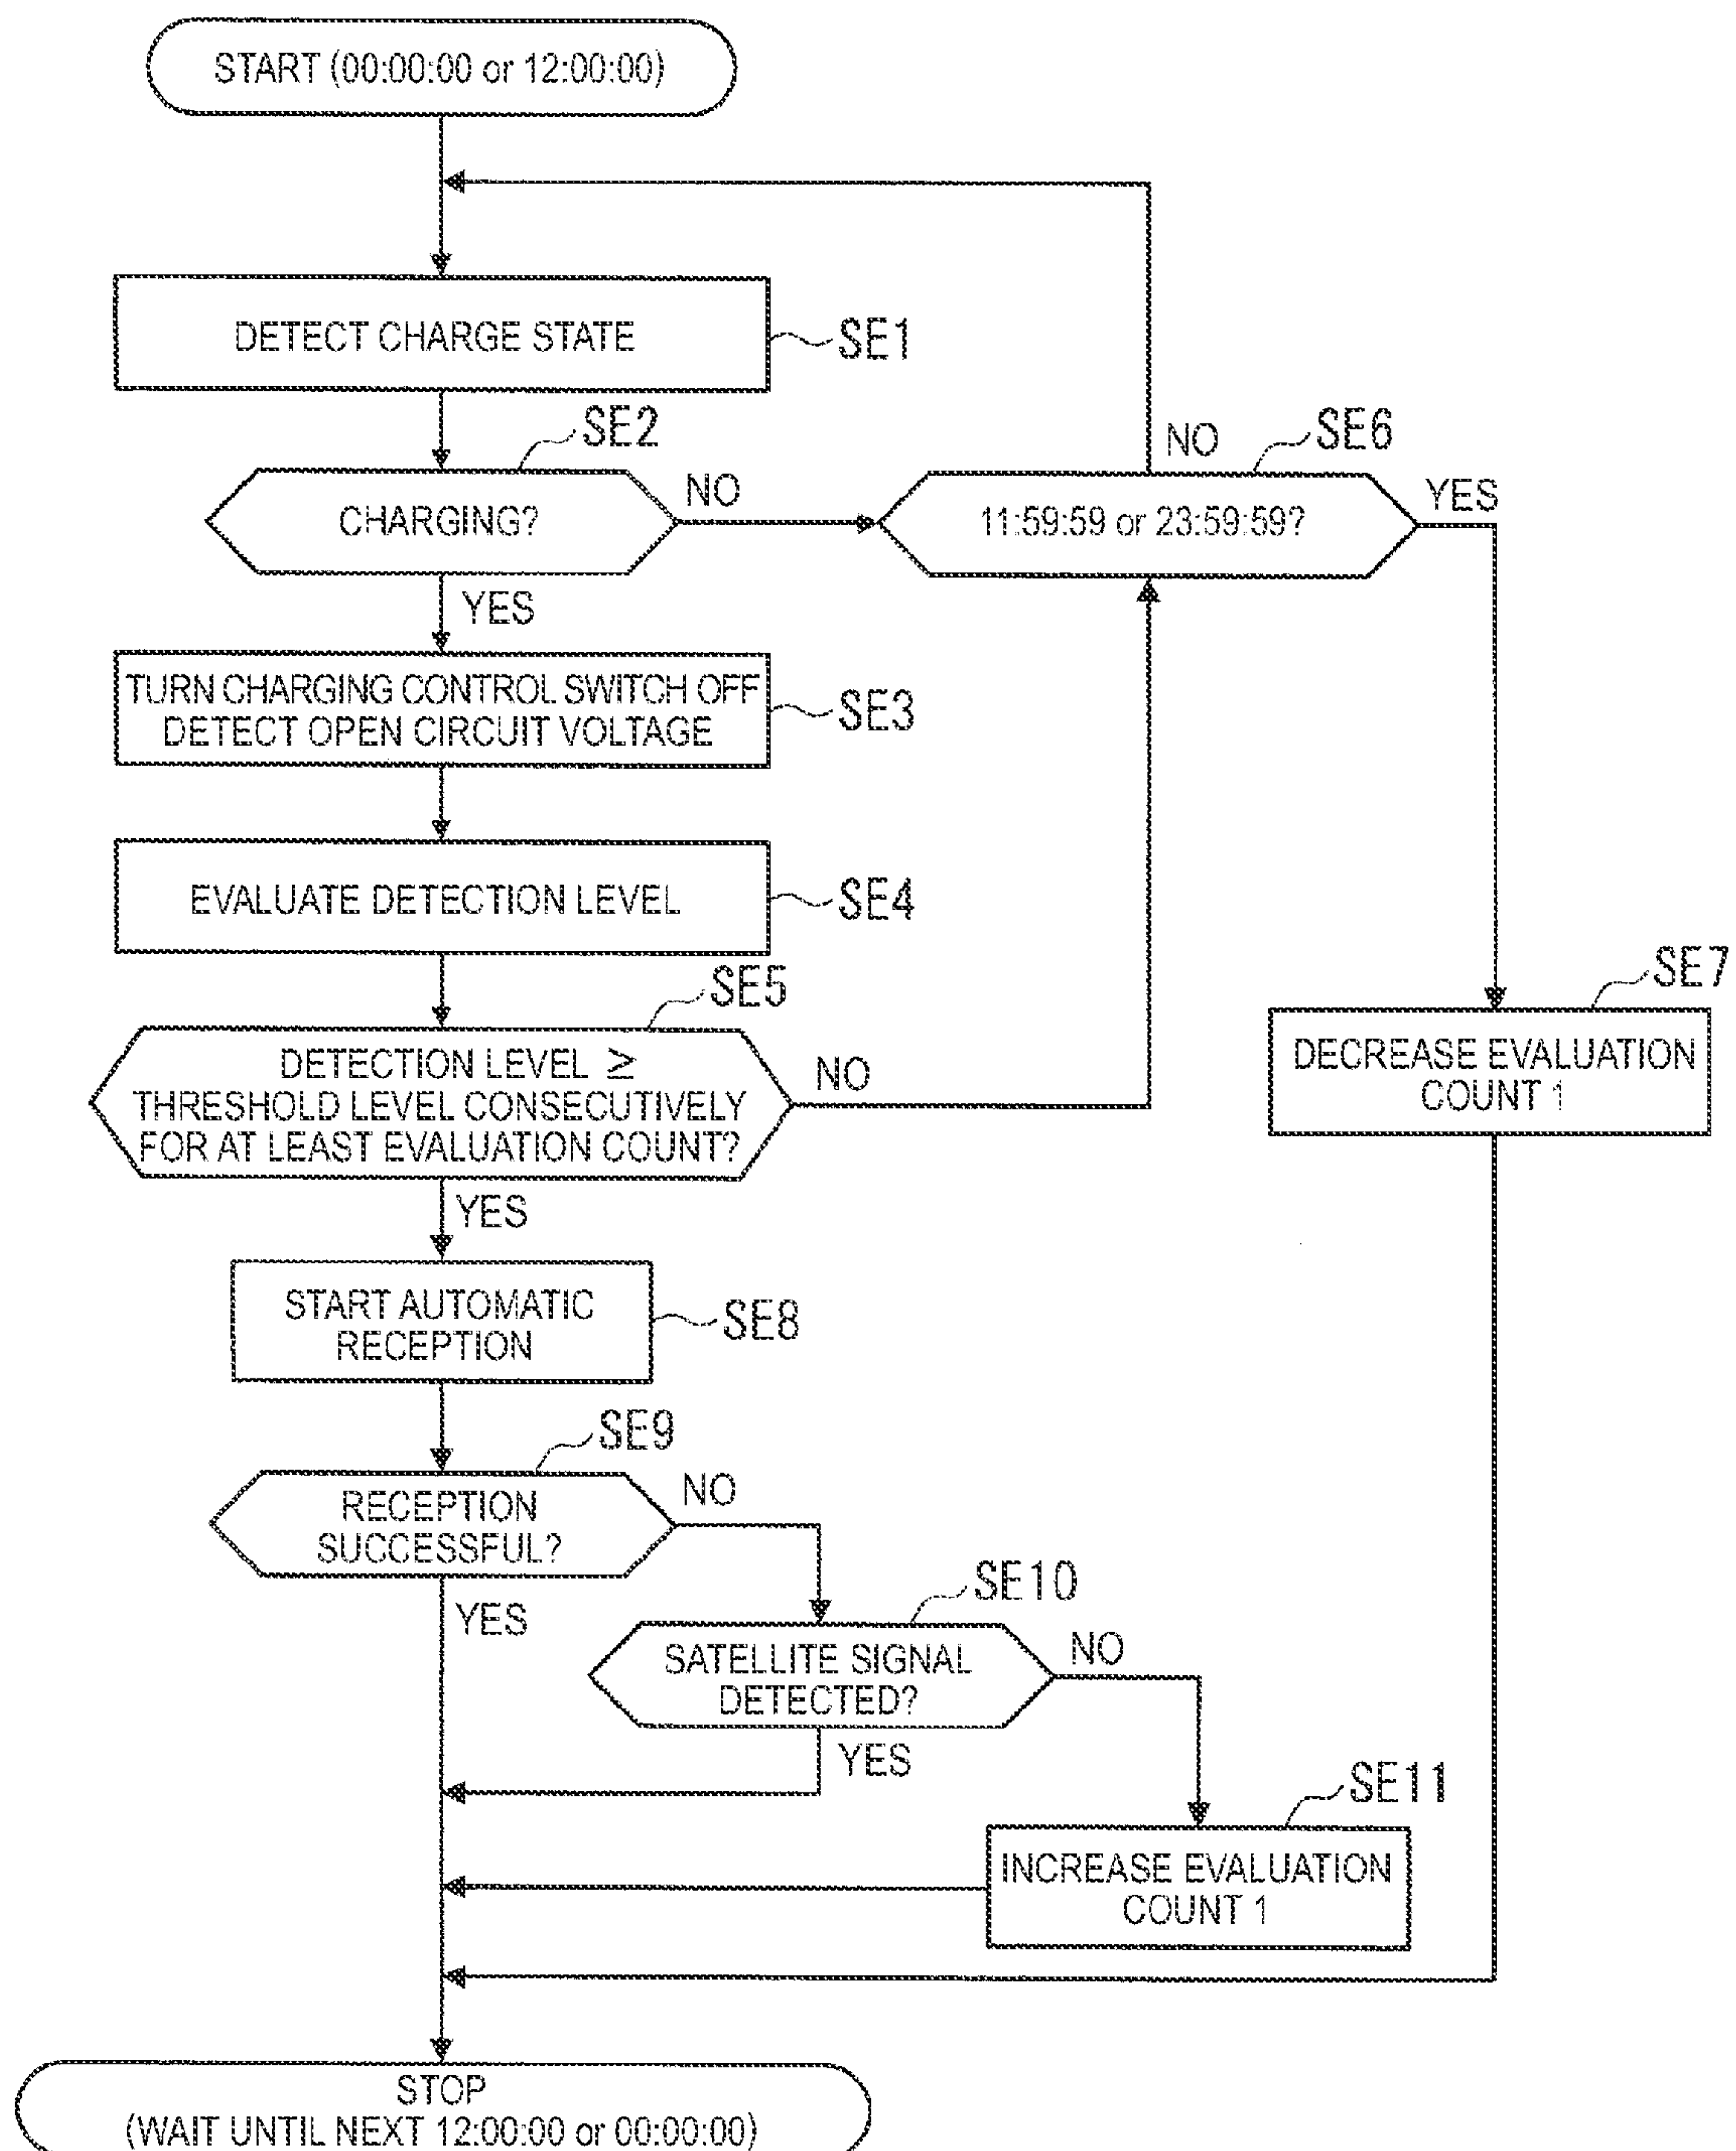 START (00:00:00 or 12:00:00)
DETECT CHARGE STATE
SE1
SE2
CHARGING?
NO
YES
SE6
NO
11:59:59 or 23:59:59?
YES
TURN CHARGING CONTROL SWITCH OFF
DETECT OPEN CIRCUIT VOLTAGE
SE3
EVALUATE DETECTION LEVEL
SE4
SE5
DETECTION LEVEL ≥
THRESHOLD LEVEL CONSECUTIVELY
FOR AT LEAST EVALUATION COUNT?
NO
YES
SE7
DECREASE EVALUATION
COUNT 1
START AUTOMATIC
RECEPTION
SE8
SE9
RECEPTION
SUCCESSFUL?
NO
YES
SE10
SATELLITE SIGNAL
DETECTED?
NO
YES
SE11
INCREASE EVALUATION
COUNT 1
STOP
(WAIT UNTIL NEXT 12:00:00 or 00:00:00)